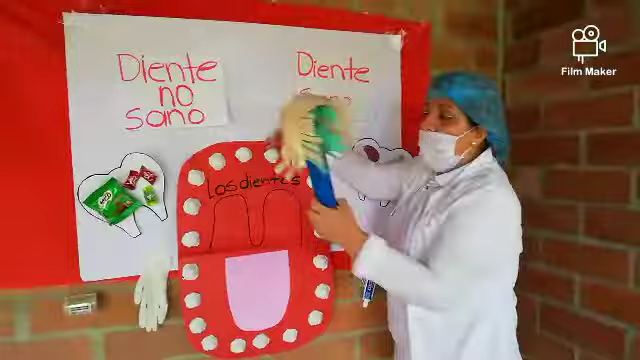 Diente
no
sano
Diente
Los dientes
Film Maker